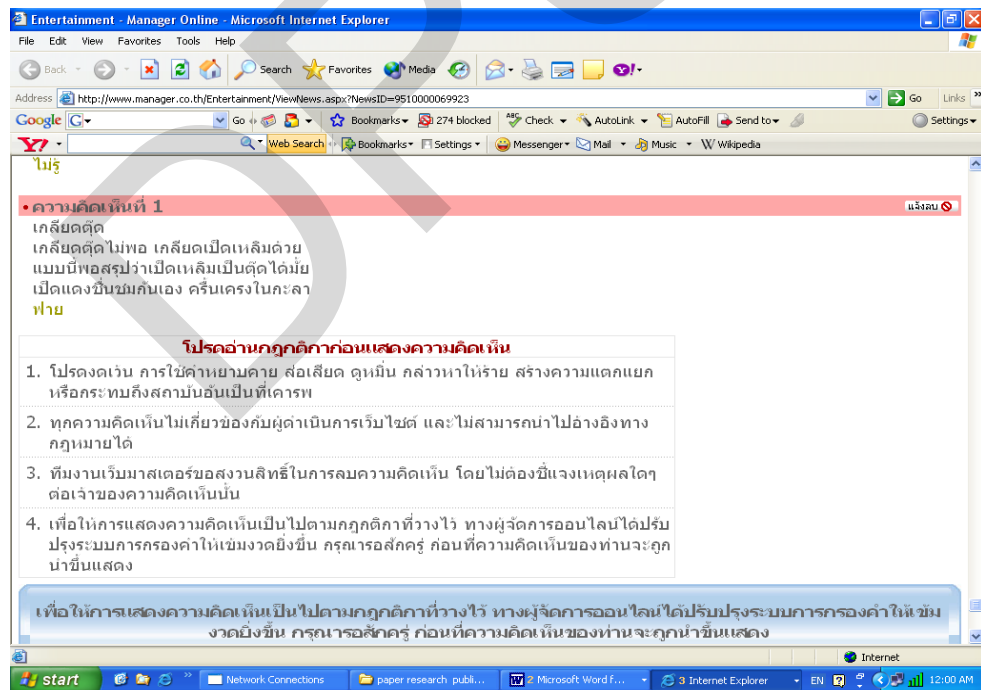 Entertainment - Manager Online - Microsoft Internet Explorer
File Edit View Favorites Tools Help
Back Search Favorites Media
Address http://www.manager.co.th/Entertainment/ViewNews.aspx?NewsID=9510000069923 Go Links »
Google G Go Bookmarks 274 blocked Check AutoLink AutoFill Send to Settings
Y! Web Search Bookmarks Settings Messenger Mail Music W Wikipedia
ไม่รู้
• ความคิดเห็นที่ 1 แจ้งลบ
เกลียดตุ๊ด
เกลียดตุ๊ดไม่พอ เกลียดเป็ดเหลิมด้วย
แบบนี้พอสรุปว่าเป็ดเหลิมเป็นตุ๊ดได้มั้ย
เป็ดแดงชื่นชมกันเอง ครื้นเครงในกะลา
ฟาย
โปรดอ่านกฎกติกาก่อนแสดงความคิดเห็น
1. โปรดงดเว้น การใช้คำหยาบคาย ส่อเสียด ดูหมิ่น กล่าวหาให้ร้าย สร้างความแตกแยก
หรือกระทบถึงสถาบันอันเป็นที่เคารพ
2. ทุกความคิดเห็นไม่เกี่ยวข้องกับผู้ดำเนินการเว็บไซต์ และไม่สามารถนำไปอ้างอิงทาง
กฎหมายได้
3. ทีมงานเว็บมาสเตอร์ขอสงวนสิทธิ์ในการลบความคิดเห็น โดยไม่ต้องชี้แจงเหตุผลใดๆ
ต่อเจ้าของความคิดเห็นนั้น
4. เพื่อให้การแสดงความคิดเห็นเป็นไปตามกฎกติกาที่วางไว้ ทางผู้จัดการออนไลน์ได้ปรับ
ปรุงระบบการกรองคำให้เข้มงวดยิ่งขึ้น กรุณารอสักครู่ ก่อนที่ความคิดเห็นของท่านจะถูก
นำขึ้นแสดง
เพื่อให้การแสดงความคิดเห็นเป็นไปตามกฎกติกาที่วางไว้ ทางผู้จัดการออนไลน์ได้ปรับปรุงระบบการกรองคำให้เข้ม
งวดยิ่งขึ้น กรุณารอสักครู่ ก่อนที่ความคิดเห็นของท่านจะถูกนำขึ้นแสดง
Internet
start » Network Connections paper research publi... 2 Microsoft Word f... 3 Internet Explorer EN 12:00 AM